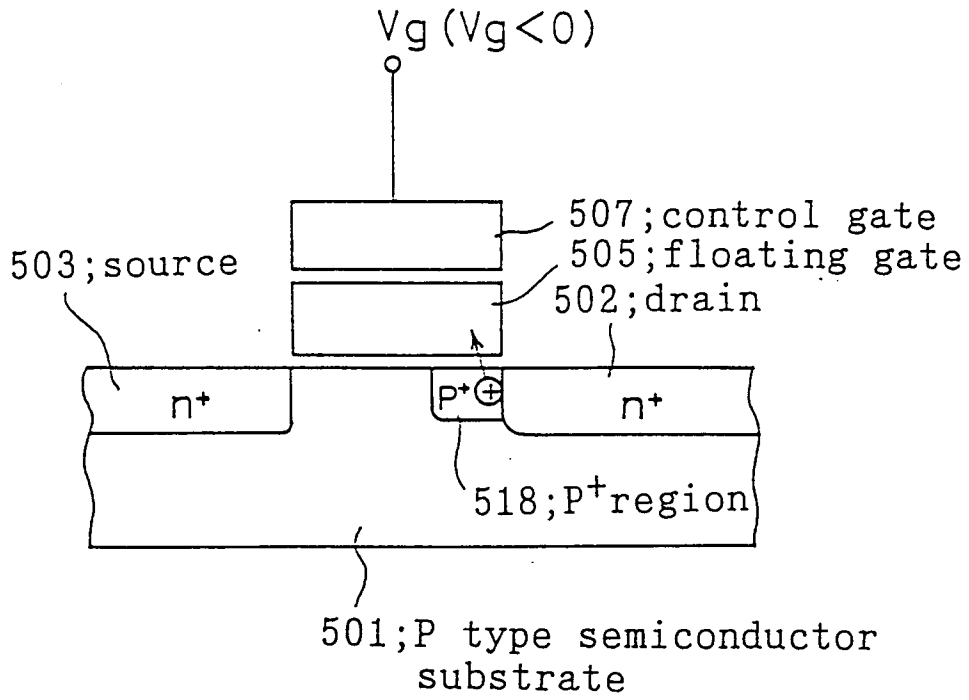 Vg (Vg<0)
507;control gate
505;floating gate
503;source
502;drain
n+
P+
+
n+
518;P+region
501;P type semiconductor
substrate